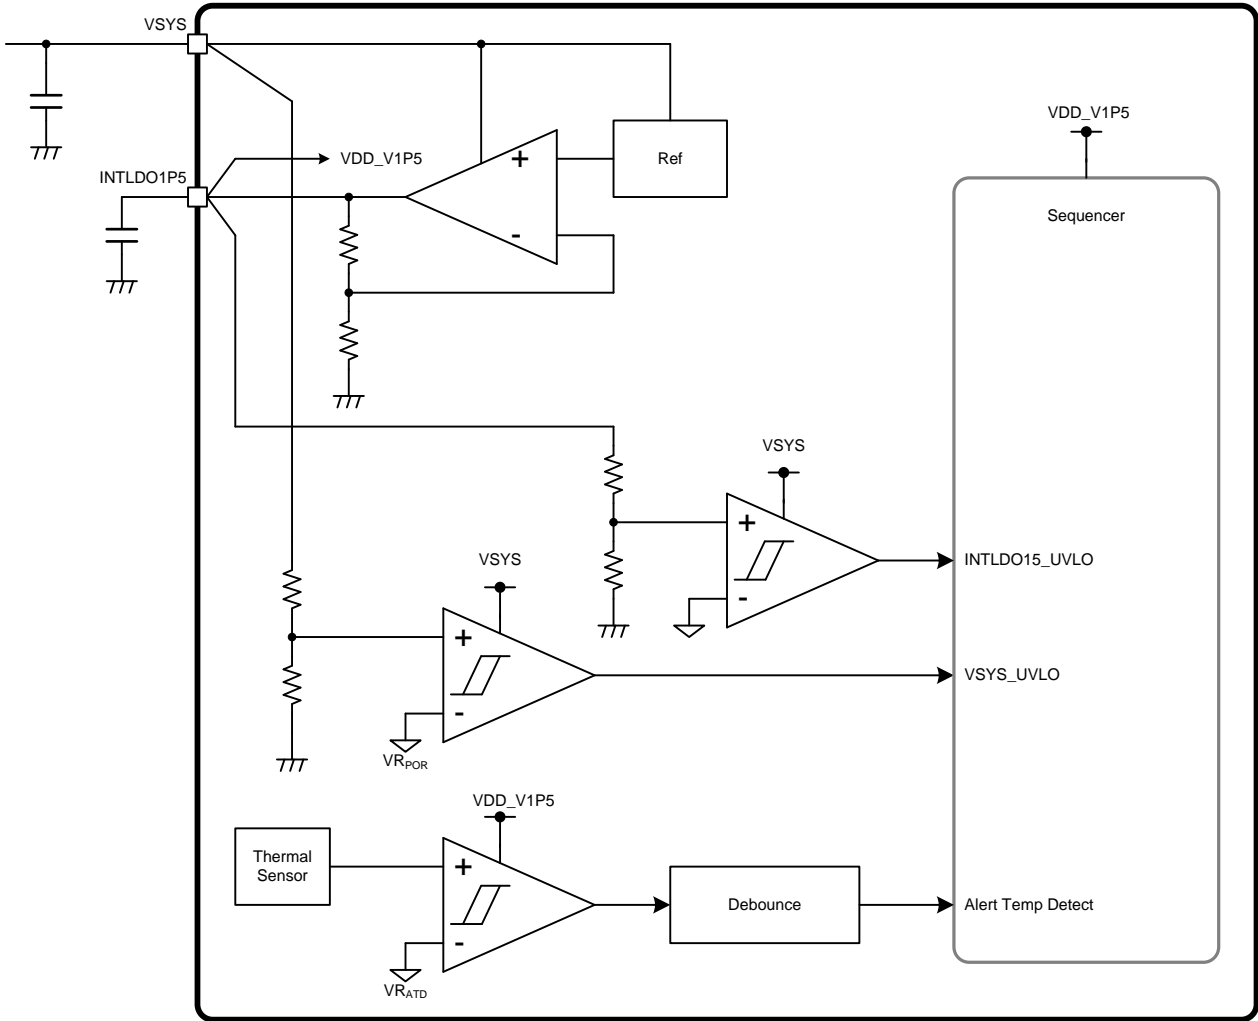 VSYS
VDD_V1P5
VDD_V1P5
INTLDO1P5
+
Ref
-
Sequencer
VSYS
+
-
INTLDO15_UVLO
VSYS
+
-
VSYS_UVLO
VR_POR
VDD_V1P5
Thermal
Sensor
+
-
Debounce
Alert Temp Detect
VR_ATD